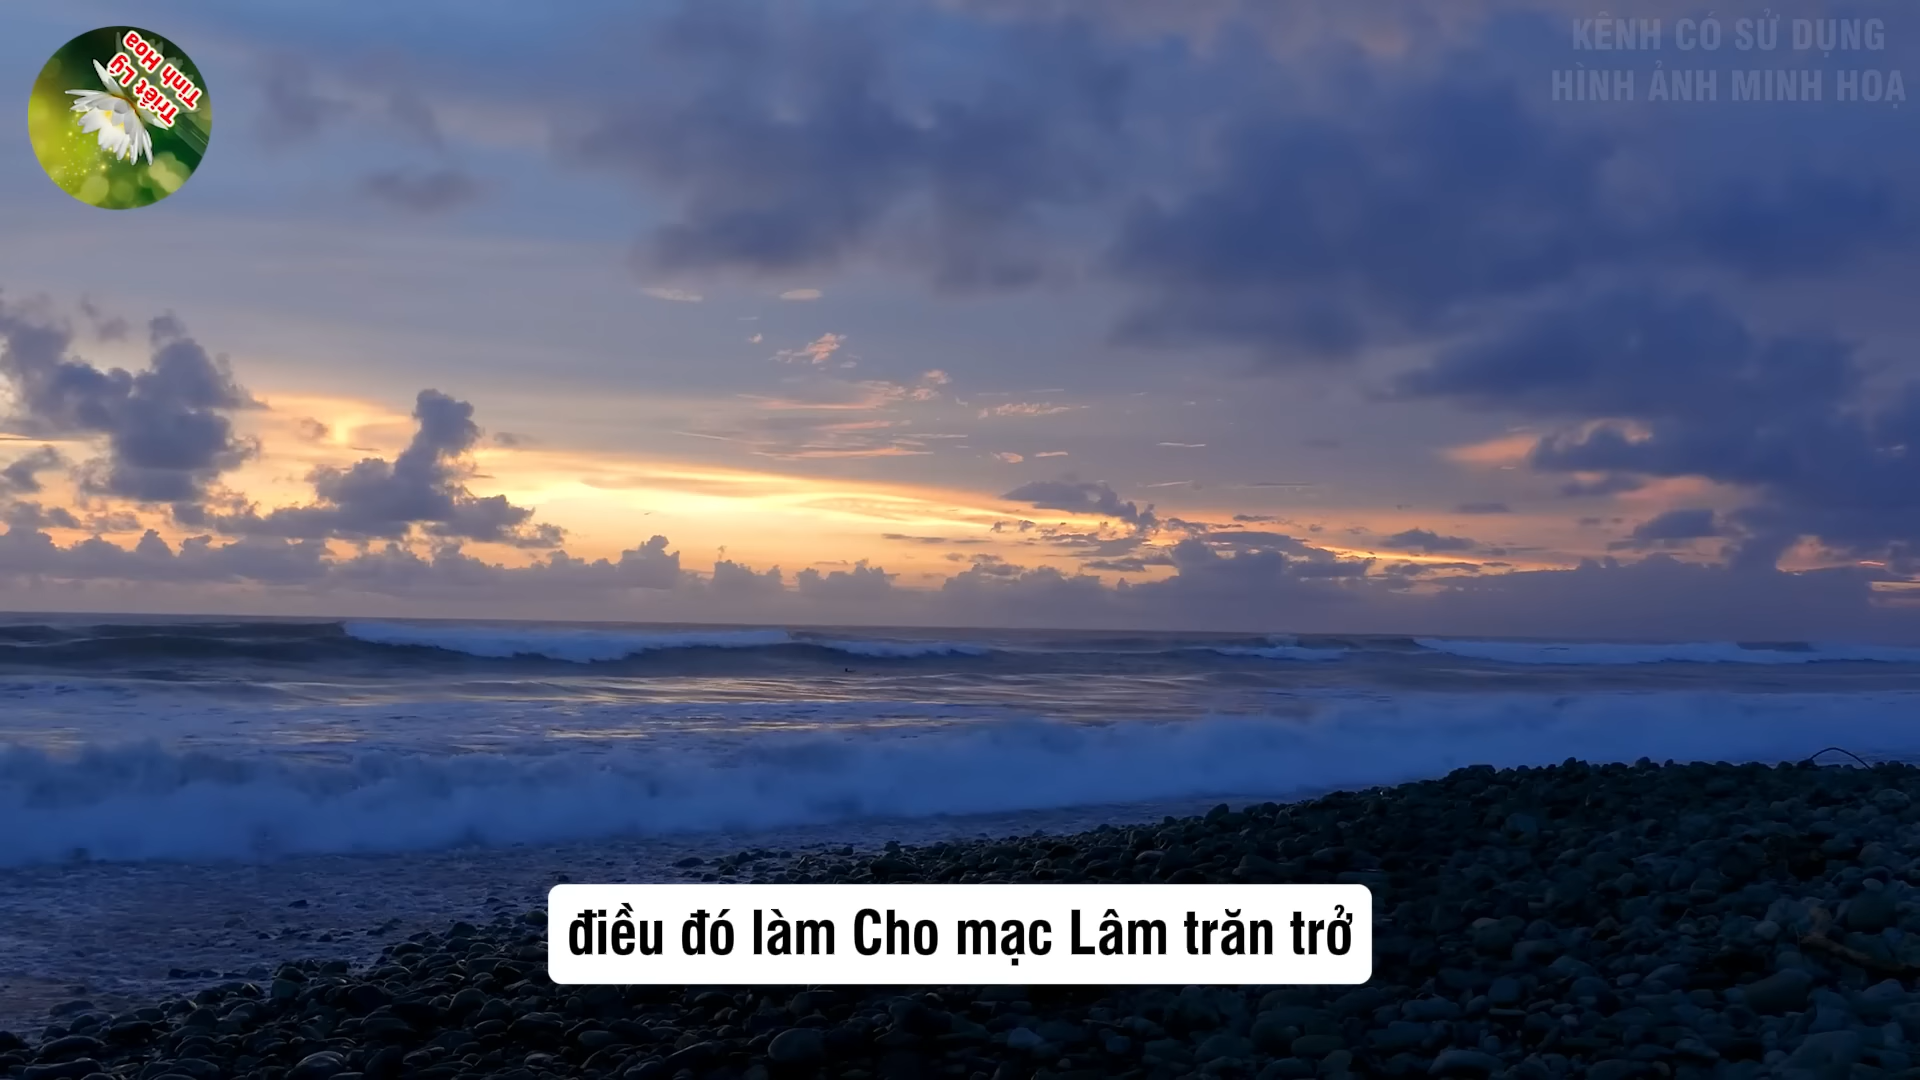 Triết Lý
Tinh Hoa
KÊNH CÓ SỬ DỤNG
HÌNH ẢNH MINH HOẠ
điều đó làm Cho mạc Lâm trăn trở